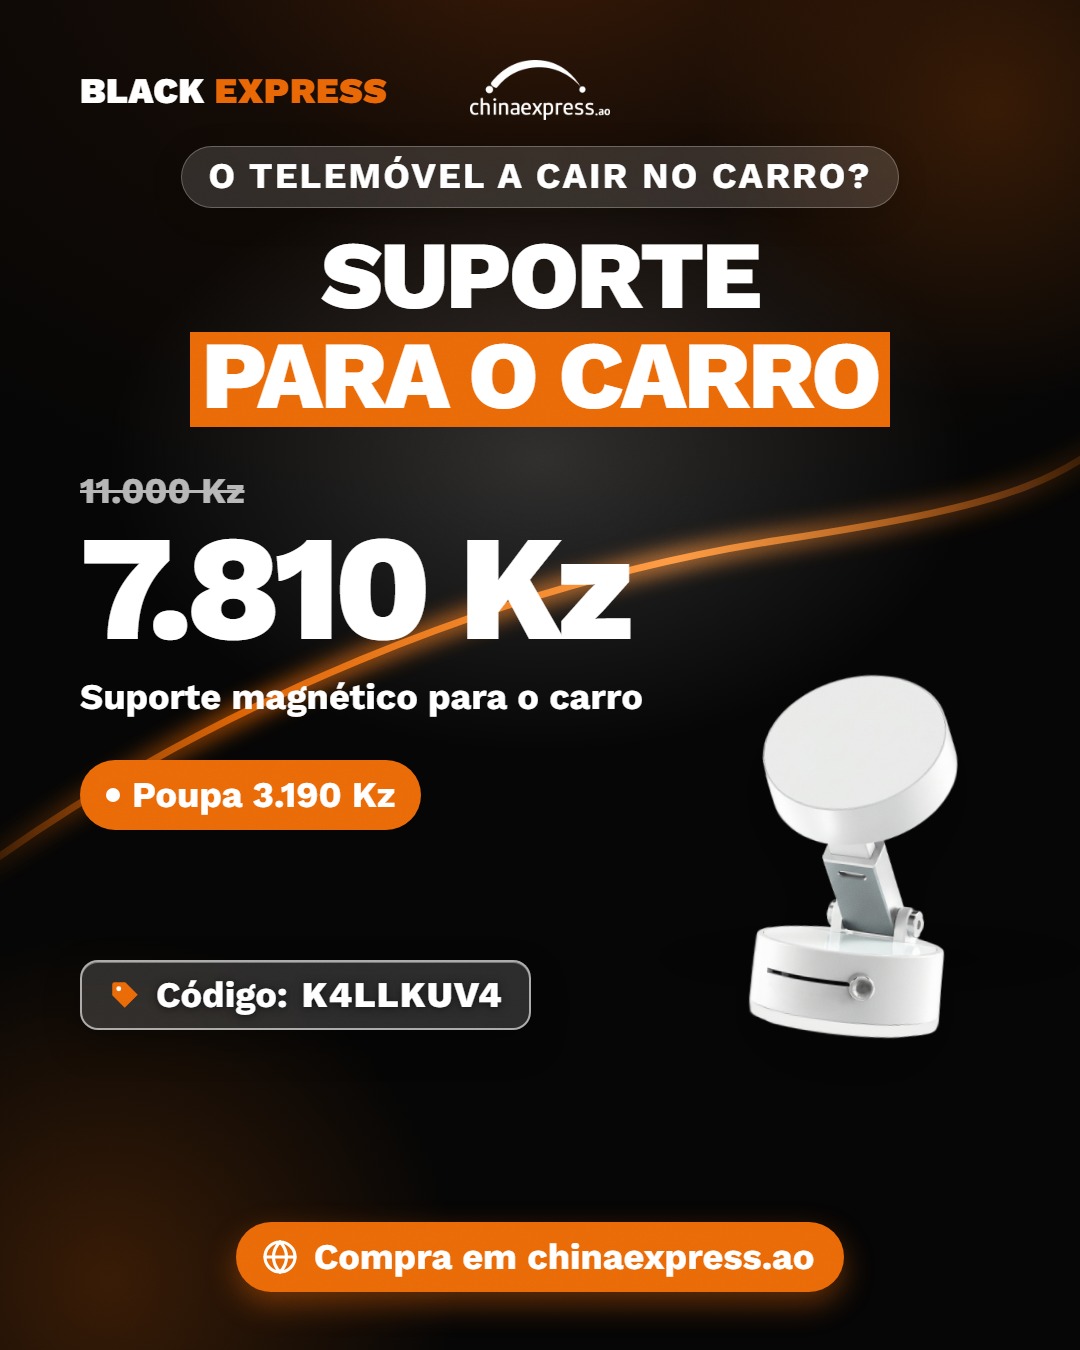 BLACK EXPRESS
chinaexpress.ao
O TELEMÓVEL A CAIR NO CARRO?
SUPORTE
PARA O CARRO
11.000 Kz
7.810 Kz
Suporte magnético para o carro
Poupa 3.190 Kz
Código: K4LLKUV4
Compra em chinaexpress.ao